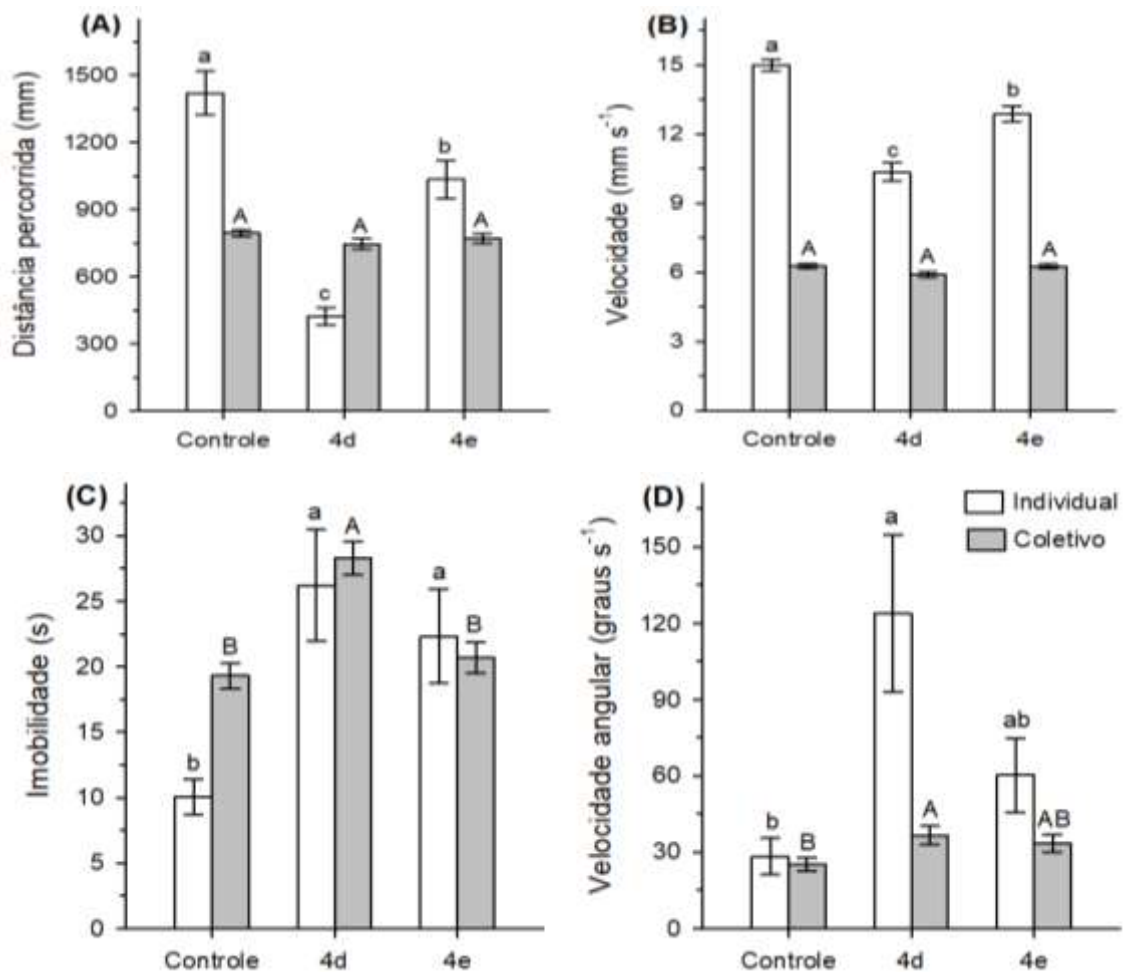 (A)
Distância percorrida (mm)
1500
1200
900
600
300
0
a
A
c
A
b
A
Controle 4d 4e
(B)
Velocidade (mm s⁻¹)
15
12
9
6
3
0
a
A
c
A
b
A
Controle 4d 4e
(C)
Imobilidade (s)
30
25
20
15
10
5
0
b
B
a
A
a
B
Controle 4d 4e
(D)
Velocidade angular (graus s⁻¹)
150
120
90
60
30
0
Individual
Coletivo
b
B
a
A
ab
AB
Controle 4d 4e